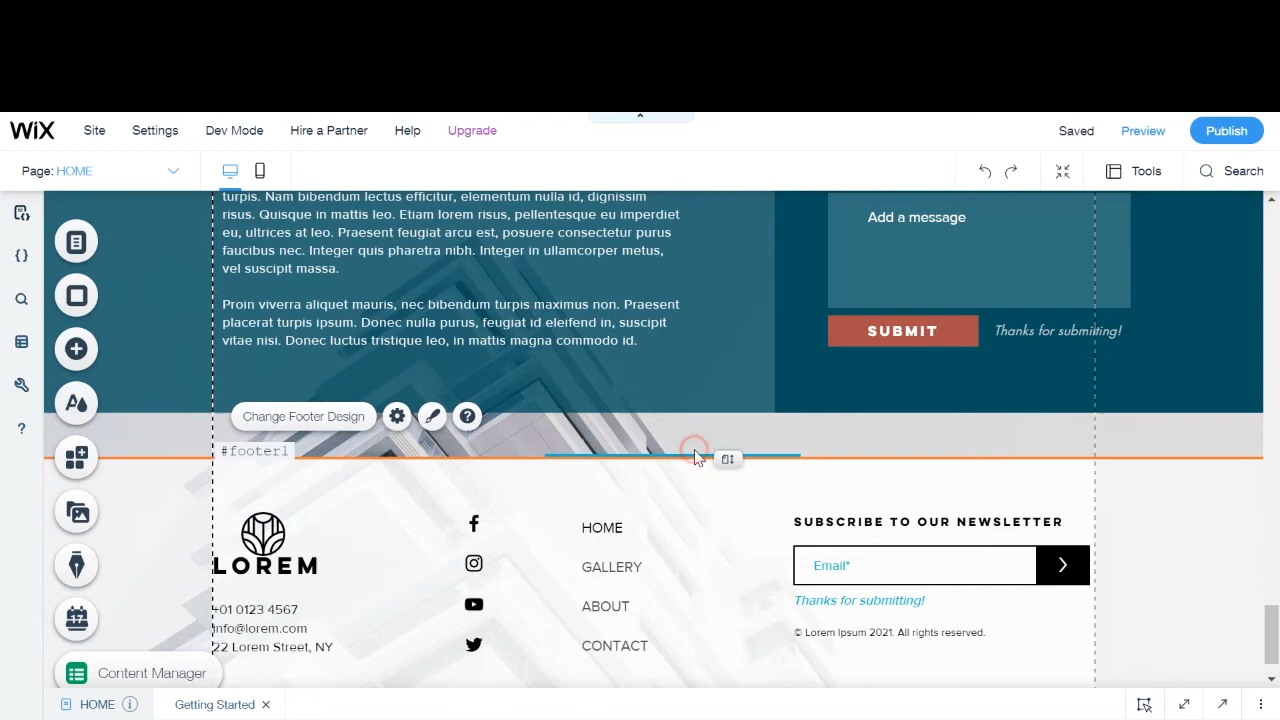 WiX Site Settings Dev Mode Hire a Partner Help Upgrade Saved Preview Publish
Page: HOME Tools Search
turpis. Nam bibendum lectus efficitur, elementum nulla id, dignissim
risus. Quisque in mattis leo. Etiam lorem risus, pellentesque eu imperdiet
eu, ultrices at leo. Praesent feugiat arcu est, posuere consectetur purus
faucibus nec. Integer quis pharetra nibh. Integer in ullamcorper metus,
vel suscipit massa.
Proin viverra aliquet mauris, nec bibendum turpis maximus non. Praesent
placerat turpis ipsum. Donec nulla purus, feugiat id eleifend in, suscipit
vitae nisi. Donec luctus tristique leo, in mattis magna commodo id.
Add a message
SUBMIT Thanks for submitting!
Change Footer Design
#footer1
LOREM
+01 0123 4567
info@lorem.com
22 Lorem Street, NY
HOME
GALLERY
ABOUT
CONTACT
SUBSCRIBE TO OUR NEWSLETTER
Email*
Thanks for submitting!
© Lorem Ipsum 2021. All rights reserved.
17
Content Manager
HOME Getting Started